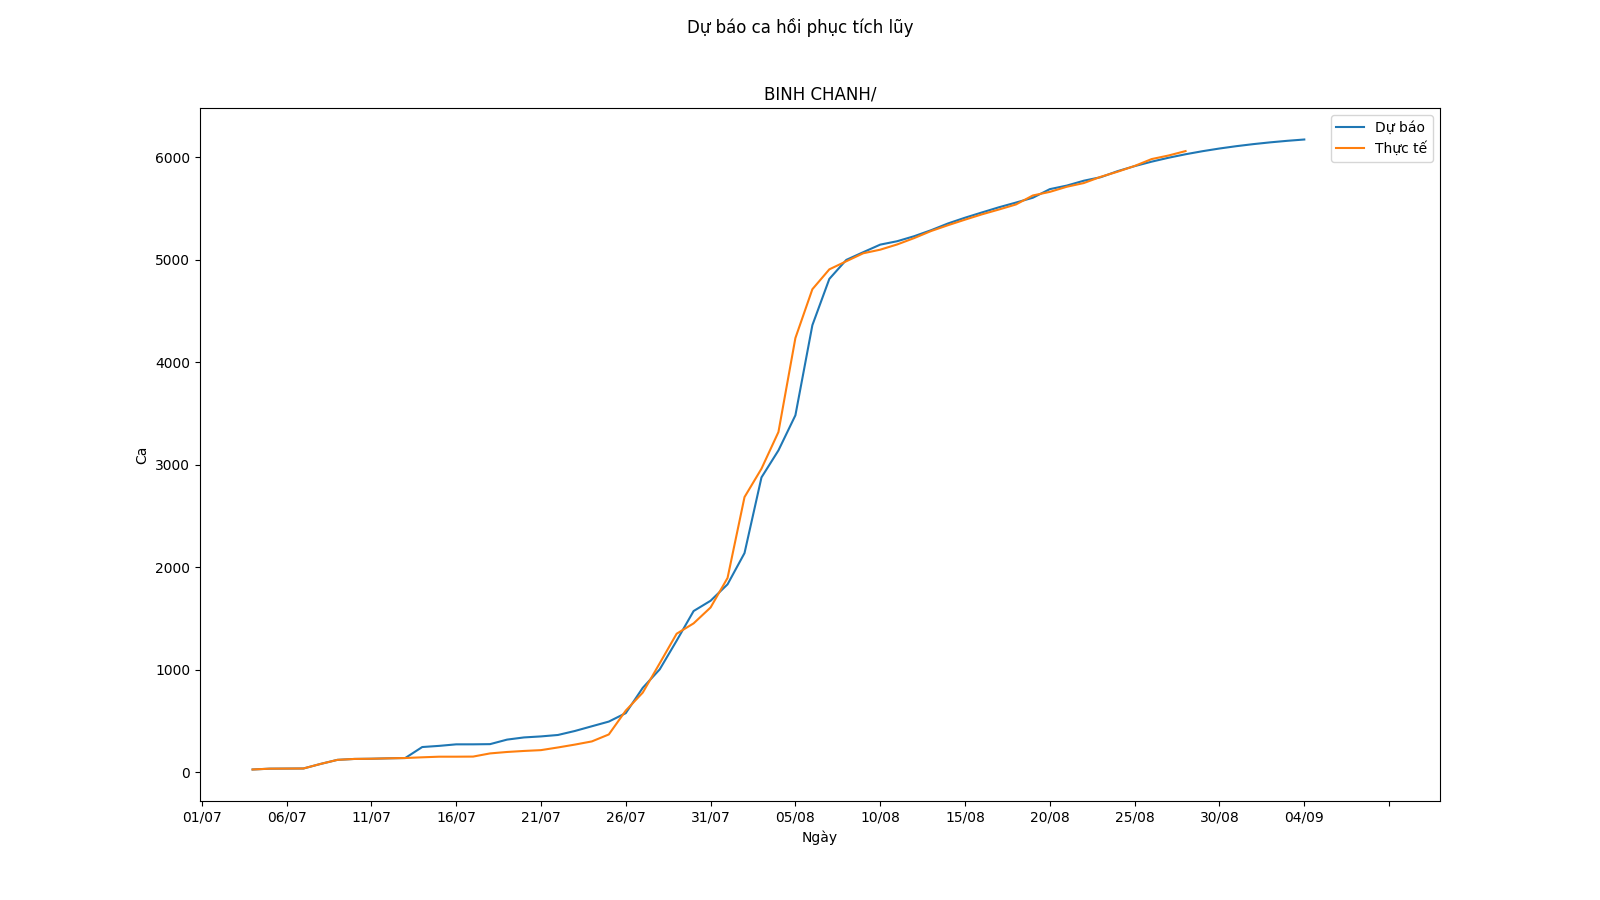 Dự báo ca hồi phục tích lũy
BINH CHANH/
Dự báo
Thực tế
6000
5000
4000
3000
2000
1000
0
Ca
01/07 06/07 11/07 16/07 21/07 26/07 31/07 05/08 10/08 15/08 20/08 25/08 30/08 04/09
Ngày